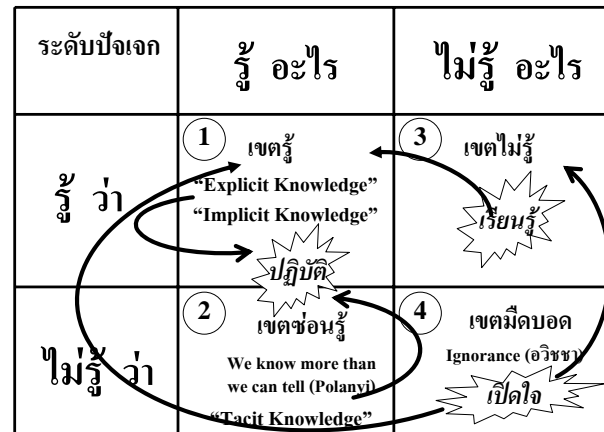 ระดับปัจเจก
รู้ อะไร
ไม่รู้ อะไร
รู้ ว่า
1
เขตรู้
“Explicit Knowledge”
“Implicit Knowledge”
ปฏิบัติ
3
เขตไม่รู้
เรียนรู้
ไม่รู้ ว่า
2
เขตซ่อนรู้
We know more than
we can tell (Polanyi)
“Tacit Knowledge”
4
เขตมืดบอด
Ignorance (อวิชชา)
เปิดใจ